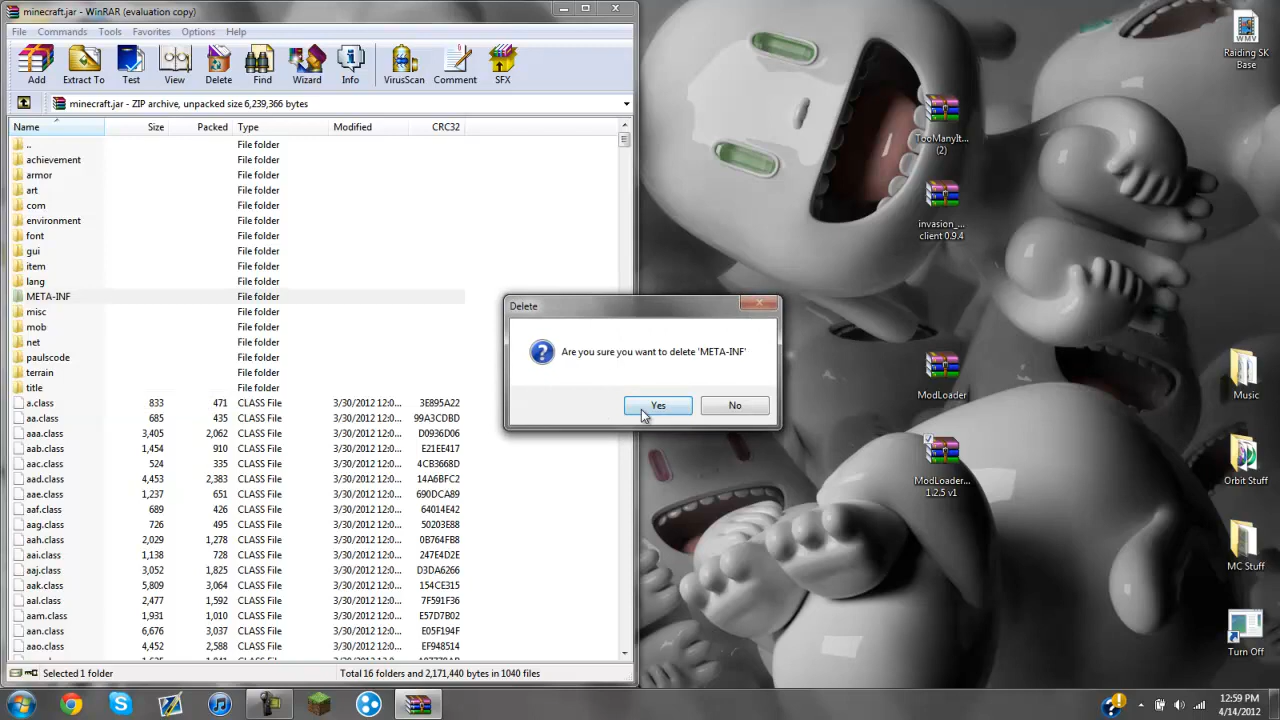 minecraft.jar - WinRAR (evaluation copy)
File Commands Tools Favorites Options Help
Add Extract To Test View Delete Find Wizard Info VirusScan Comment SFX
minecraft.jar - ZIP archive, unpacked size 6,239,366 bytes
Name Size Packed Type Modified CRC32
.. File folder
achievement File folder
armor File folder
art File folder
com File folder
environment File folder
font File folder
gui File folder
item File folder
lang File folder
META-INF File folder
misc File folder
mob File folder
net File folder
paulscode File folder
terrain File folder
title File folder
a.class 833 471 CLASS File 3/30/2012 12:0... 3E895A22
aa.class 685 435 CLASS File 3/30/2012 12:0... 99A3CDBD
aaa.class 3,405 2,062 CLASS File 3/30/2012 12:0... D0936D06
aab.class 1,454 910 CLASS File 3/30/2012 12:0... E21EE417
aac.class 524 335 CLASS File 3/30/2012 12:0... 4CB3668D
aad.class 4,453 2,383 CLASS File 3/30/2012 12:0... 14A6BFC2
aae.class 1,237 651 CLASS File 3/30/2012 12:0... 690DCA89
aaf.class 689 426 CLASS File 3/30/2012 12:0... 64014E42
aag.class 726 495 CLASS File 3/30/2012 12:0... 50203E88
aah.class 2,029 1,278 CLASS File 3/30/2012 12:0... 0B764FB8
aai.class 1,138 728 CLASS File 3/30/2012 12:0... 247E4D2E
aaj.class 3,052 1,825 CLASS File 3/30/2012 12:0... D3DA6266
aak.class 5,809 3,064 CLASS File 3/30/2012 12:0... 154CE315
aal.class 2,477 1,592 CLASS File 3/30/2012 12:0... 7F591F36
aam.class 1,931 1,010 CLASS File 3/30/2012 12:0... E57D7B02
aan.class 6,676 3,037 CLASS File 3/30/2012 12:0... E05F194F
aao.class 4,452 2,588 CLASS File 3/30/2012 12:0... EF948514
Selected 1 folder Total 16 folders and 2,171,440 bytes in 1040 files
Delete
Are you sure you want to delete 'META-INF'
Yes No
WMV
Raiding SK
Base
TooManyIt...
(2)
invasion_...
client 0.9.4
ModLoader
Music
ModLoader...
1.2.5 v1
Orbit Stuff
MC Stuff
Turn Off
12:59 PM
4/14/2012